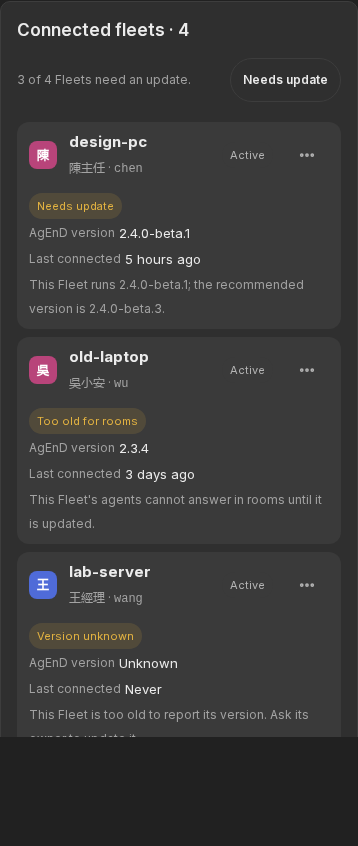 Connected fleets · 4
3 of 4 Fleets need an update.
Needs update
陳
design-pc
陳主任 · chen
Active
•••
Needs update
AgEnD version 2.4.0-beta.1
Last connected 5 hours ago
This Fleet runs 2.4.0-beta.1; the recommended
version is 2.4.0-beta.3.
吳
old-laptop
吳小安 · wu
Active
•••
Too old for rooms
AgEnD version 2.3.4
Last connected 3 days ago
This Fleet's agents cannot answer in rooms until it
is updated.
王
lab-server
王經理 · wang
Active
•••
Version unknown
AgEnD version Unknown
Last connected Never
This Fleet is too old to report its version. Ask its
owner to update it.